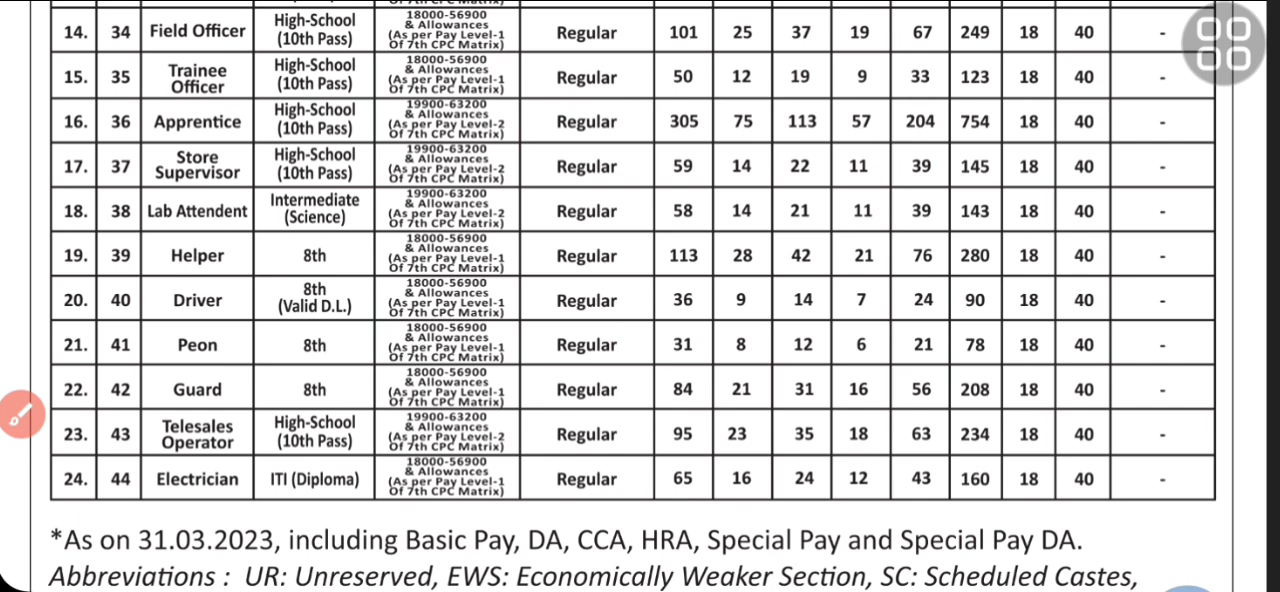 Of 7th CPC Matrix)
14. 34 Field Officer High-School (10th Pass) 18000-56900 & Allowances (As per Pay Level-1 Of 7th CPC Matrix) Regular 101 25 37 19 67 249 18 40 -
15. 35 Trainee Officer High-School (10th Pass) 18000-56900 & Allowances (As per Pay Level-1 Of 7th CPC Matrix) Regular 50 12 19 9 33 123 18 40 -
16. 36 Apprentice High-School (10th Pass) 19900-63200 & Allowances (As per Pay Level-2 Of 7th CPC Matrix) Regular 305 75 113 57 204 754 18 40 -
17. 37 Store Supervisor High-School (10th Pass) 19900-63200 & Allowances (As per Pay Level-2 Of 7th CPC Matrix) Regular 59 14 22 11 39 145 18 40 -
18. 38 Lab Attendent Intermediate (Science) 19900-63200 & Allowances (As per Pay Level-2 Of 7th CPC Matrix) Regular 58 14 21 11 39 143 18 40 -
19. 39 Helper 8th 18000-56900 & Allowances (As per Pay Level-1 Of 7th CPC Matrix) Regular 113 28 42 21 76 280 18 40 -
20. 40 Driver 8th (Valid D.L.) 18000-56900 & Allowances (As per Pay Level-1 Of 7th CPC Matrix) Regular 36 9 14 7 24 90 18 40 -
21. 41 Peon 8th 18000-56900 & Allowances (As per Pay Level-1 Of 7th CPC Matrix) Regular 31 8 12 6 21 78 18 40 -
22. 42 Guard 8th 18000-56900 & Allowances (As per Pay Level-1 Of 7th CPC Matrix) Regular 84 21 31 16 56 208 18 40 -
23. 43 Telesales Operator High-School (10th Pass) 19900-63200 & Allowances (As per Pay Level-2 Of 7th CPC Matrix) Regular 95 23 35 18 63 234 18 40 -
24. 44 Electrician ITI (Diploma) 18000-56900 & Allowances (As per Pay Level-1 Of 7th CPC Matrix) Regular 65 16 24 12 43 160 18 40 -
*As on 31.03.2023, including Basic Pay, DA, CCA, HRA, Special Pay and Special Pay DA.
Abbreviations : UR: Unreserved, EWS: Economically Weaker Section, SC: Scheduled Castes,